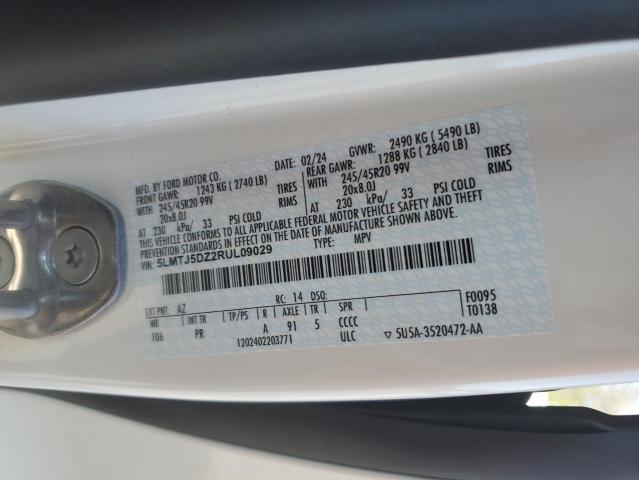 MFD. BY FORD MOTOR CO.
DATE: 02/24 GVWR: 2490 KG ( 5490 LB)
FRONT GAWR: 1243 KG ( 2740 LB) REAR GAWR: 1288 KG ( 2840 LB)
WITH 245/45R20 99V TIRES WITH 245/45R20 99V TIRES
20x8.0J RIMS 20x8.0J RIMS
AT 230 kPa/ 33 PSI COLD AT 230 kPa/ 33 PSI COLD
THIS VEHICLE CONFORMS TO ALL APPLICABLE FEDERAL MOTOR VEHICLE SAFETY AND THEFT
PREVENTION STANDARDS IN EFFECT ON THE DATE OF MANUFACTURE SHOWN ABOVE.
5LMTJ5DZ2RUL09029 TYPE: MPV
EXT PNT: AZ RC: 14 DSO: F0095
WB INT TR TP/PS R AXLE TR SPR T0138
106 PR A 91 5 CCCC
1202402203771 ULC ▽ 5U5A-3520472-AA